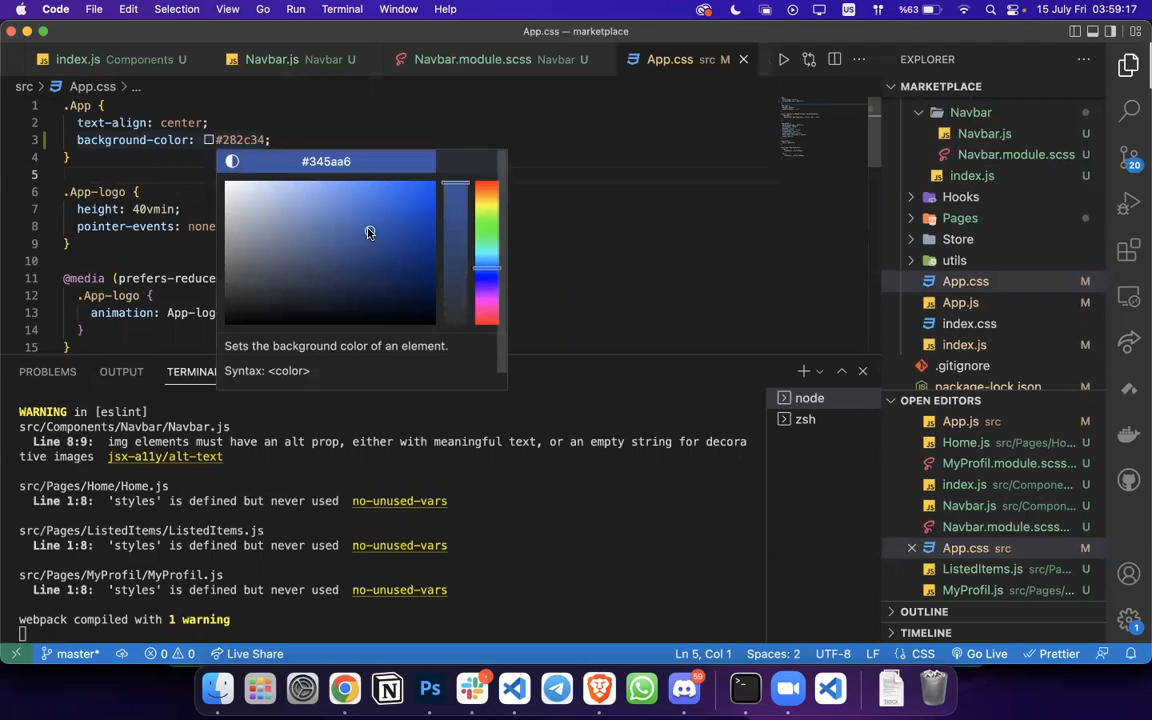 Code File Edit Selection View Go Run Terminal Window Help US %63 15 July Fri 03:59:17
App.css — marketplace
index.js Components U Navbar.js Navbar U Navbar.module.scss Navbar U App.css src M
src > App.css > ...
1 .App {
2 text-align: center;
3 background-color: #282c34;
4 }
5
6 .App-logo {
7 height: 40vmin;
8 pointer-events: none
9 }
10
11 @media (prefers-reduce
12 .App-logo {
13 animation: App-log
14 }
15 }
#345aa6
Sets the background color of an element.
Syntax: <color>
EXPLORER
MARKETPLACE
Navbar
Navbar.js U
Navbar.module.scss U
index.js U
Hooks
Pages
Store
utils
App.css M
App.js M
index.css
index.js M
.gitignore
package-lock.json M
OPEN EDITORS
App.js src M
Home.js src/Pages/Ho... U
MyProfil.module.scss... U
index.js src/Compone... U
Navbar.js src/Compon... U
Navbar.module.scss... U
App.css src M
ListedItems.js src/Pa... U
MyProfil.js src/Pages/... U
OUTLINE
TIMELINE
20
1
PROBLEMS OUTPUT TERMINAL
node
zsh
WARNING in [eslint]
src/Components/Navbar/Navbar.js
Line 8:9: img elements must have an alt prop, either with meaningful text, or an empty string for decora
tive images jsx-a11y/alt-text
src/Pages/Home/Home.js
Line 1:8: 'styles' is defined but never used no-unused-vars
src/Pages/ListedItems/ListedItems.js
Line 1:8: 'styles' is defined but never used no-unused-vars
src/Pages/MyProfil/MyProfil.js
Line 1:8: 'styles' is defined but never used no-unused-vars
webpack compiled with 1 warning
master* 0 0 Live Share Ln 5, Col 1 Spaces: 2 UTF-8 LF CSS Go Live Prettier
Ps 1 59